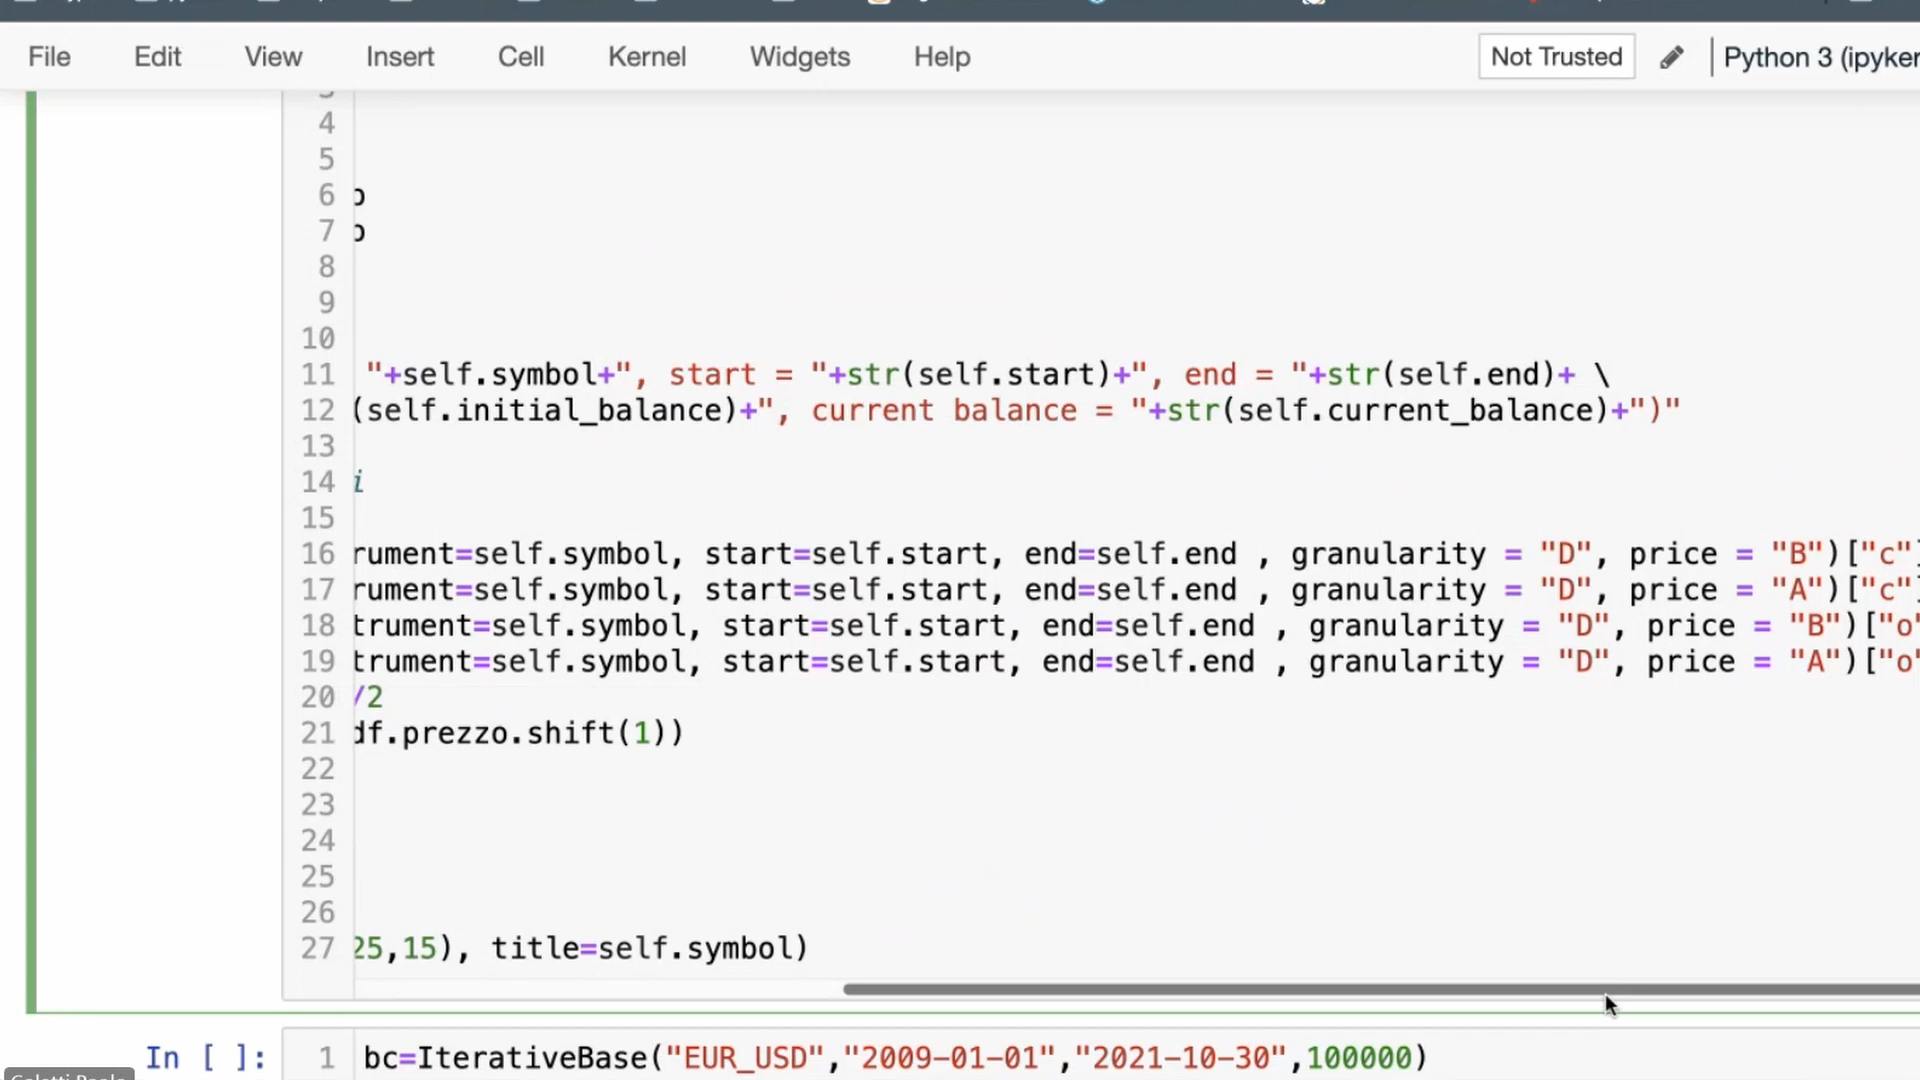 File Edit View Insert Cell Kernel Widgets Help Not Trusted Python 3 (ipyker
4
5
6
7
8
9
10
11 "+self.symbol+", start = "+str(self.start)+", end = "+str(self.end)+ \
12 (self.initial_balance)+", current balance = "+str(self.current_balance)+")"
13
14 i
15
16 rument=self.symbol, start=self.start, end=self.end , granularity = "D", price = "B")["c"]
17 rument=self.symbol, start=self.start, end=self.end , granularity = "D", price = "A")["c"]
18 trument=self.symbol, start=self.start, end=self.end , granularity = "D", price = "B")["o"
19 trument=self.symbol, start=self.start, end=self.end , granularity = "D", price = "A")["o"
20 /2
21 df.prezzo.shift(1))
22
23
24
25
26
27 25,15), title=self.symbol)
In [ ]: 1 bc=IterativeBase("EUR_USD","2009-01-01","2021-10-30",100000)